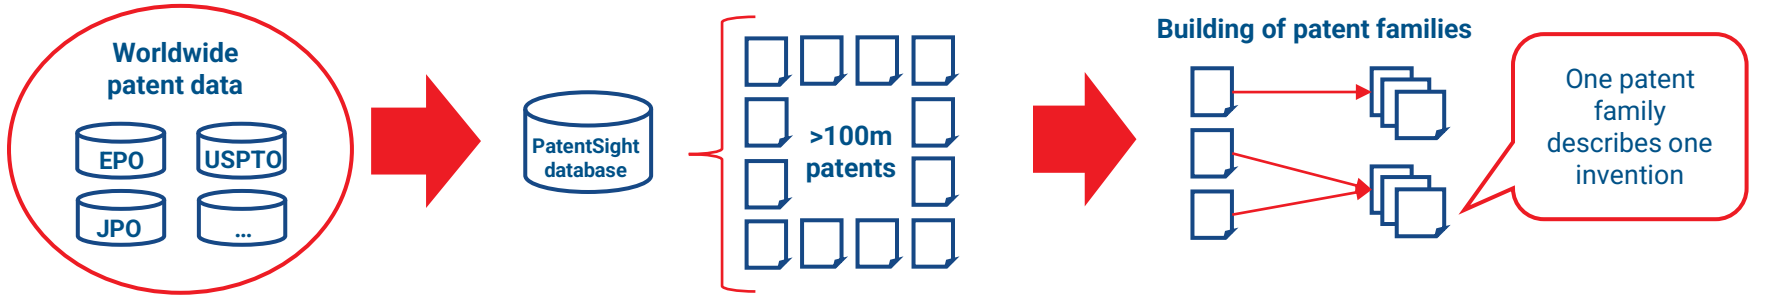 Worldwide
patent data
EPO
USPTO
JPO
...
PatentSight
database
>100m
patents
Building of patent families
One patent
family
describes one
invention